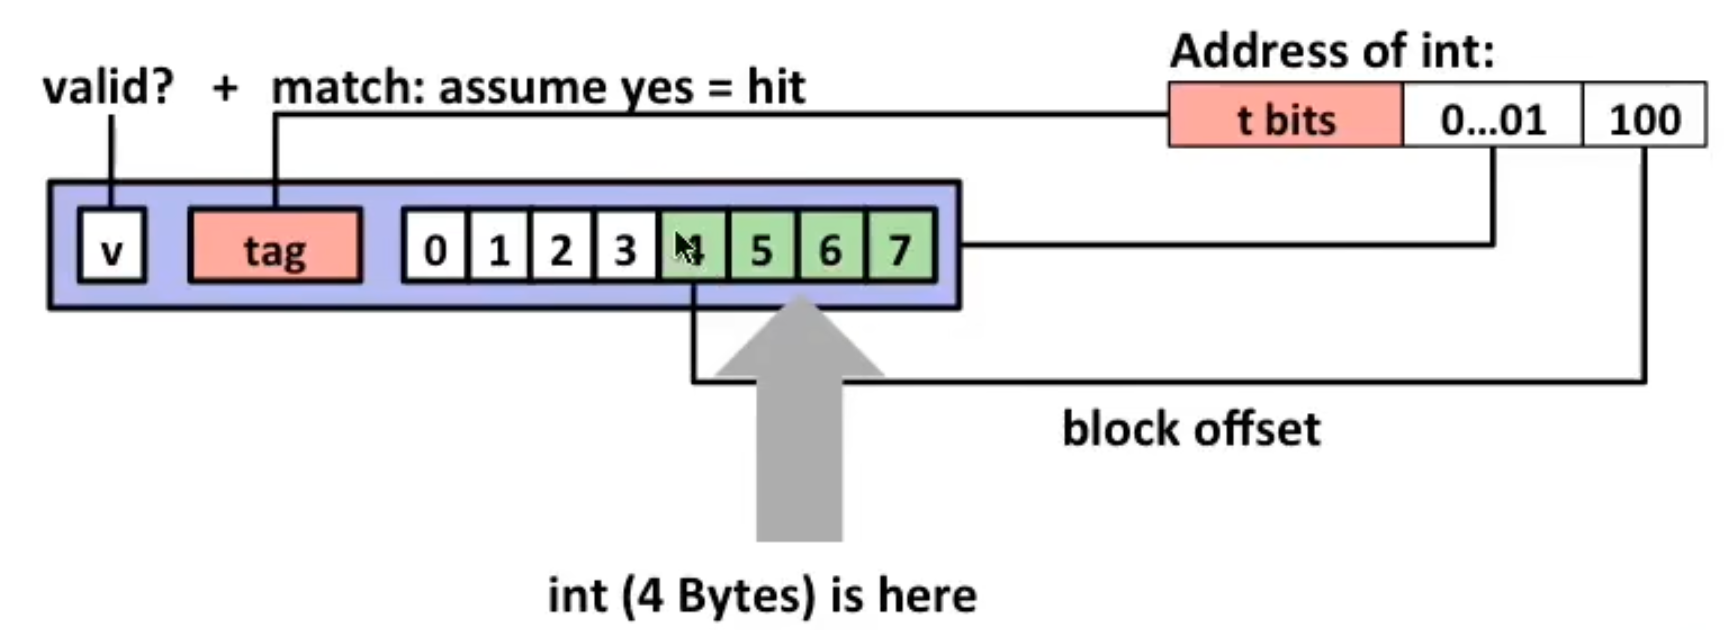 Address of int:
valid? + match: assume yes = hit
t bits 0...01 100
v tag 0 1 2 3 4 5 6 7
block offset
int (4 Bytes) is here